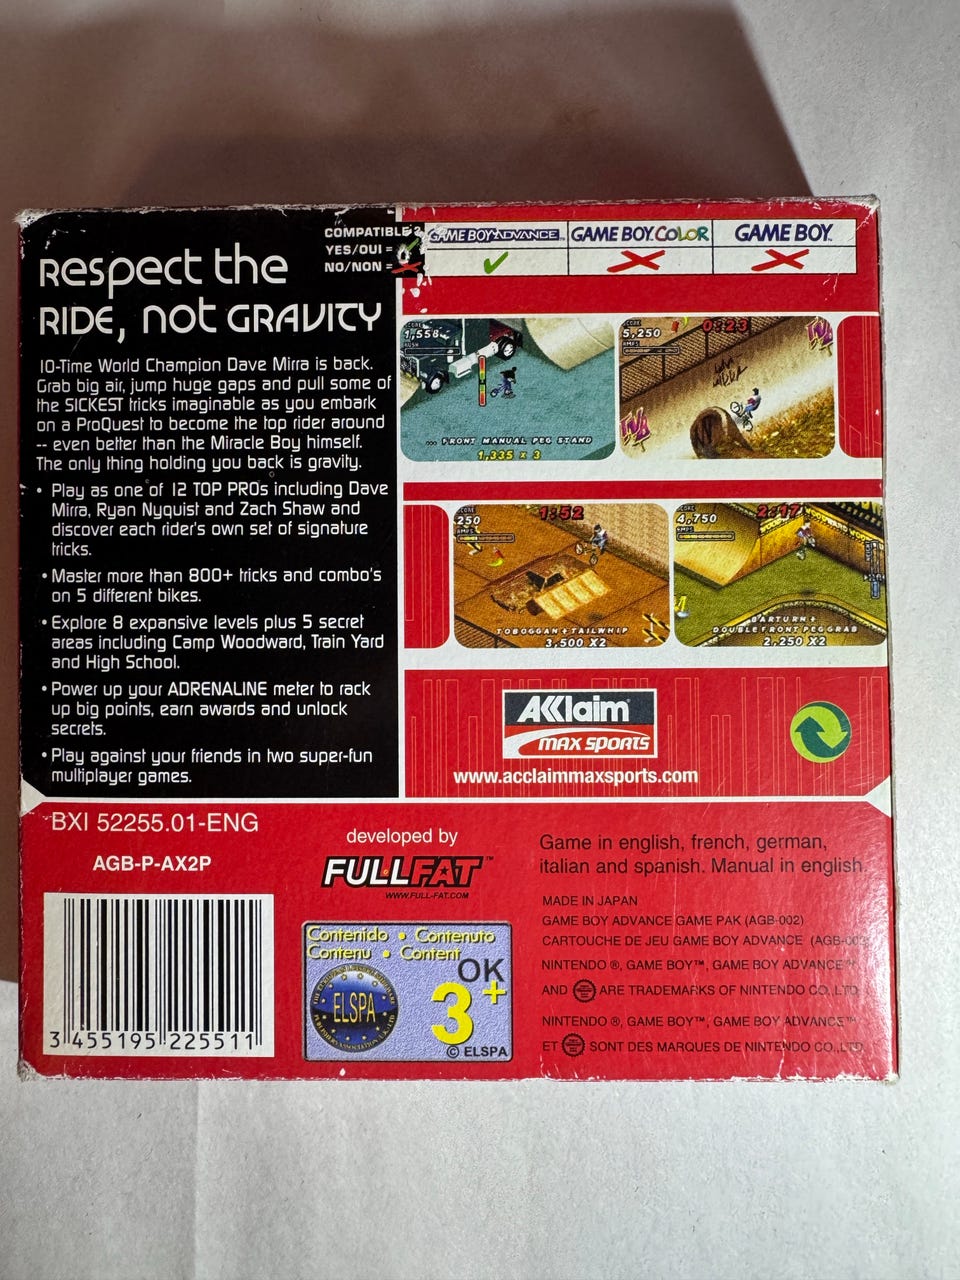 Respect the
RIDE, not GRAVITY
10-Time World Champion Dave Mirra is back.
Grab big air, jump huge gaps and pull some of
the SICKEST tricks imaginable as you embark
on a ProQuest to become the top rider around
-- even better than the Miracle Boy himself.
The only thing holding you back is gravity.
• Play as one of 12 TOP PROs including Dave
Mirra, Ryan Nyquist and Zach Shaw and
discover each rider's own set of signature
tricks.
• Master more than 800+ tricks and combo's
on 5 different bikes.
• Explore 8 expansive levels plus 5 secret
areas including Camp Woodward, Train Yard
and High School.
• Power up your ADRENALINE meter to rack
up big points, earn awards and unlock
secrets.
• Play against your friends in two super-fun
multiplayer games.
COMPATIBLE?
YES/OUI =
NO/NON =
GAME BOY ADVANCE
GAME BOY COLOR
GAME BOY
1,558
... FRONT MANUAL PEG STAND
1,335 x 3
SCORE
5,250
0:23
250
1:52
TOBOGGAN + TAILWHIP
3,500 X2
4,750
2:17
WOODWARD
BARTURN +
DOUBLE FRONT PEG GRAB
2,250 X2
AKKlaim
MAX SPORTS
www.acclaimmaxsports.com
BXI 52255.01-ENG
AGB-P-AX2P
3 455195 225511
developed by
FULL FAT™
WWW.FULL-FAT.COM
Contenido • Contenuto
Contenu • Content
ELSPA
OK
3+
© ELSPA
Game in english, french, german,
italian and spanish. Manual in english.
MADE IN JAPAN
GAME BOY ADVANCE GAME PAK (AGB-002)
CARTOUCHE DE JEU GAME BOY ADVANCE (AGB-002
NINTENDO ®, GAME BOY™, GAME BOY ADVANCE™
AND ARE TRADEMARKS OF NINTENDO CO., LTD
NINTENDO ®, GAME BOY™, GAME BOY ADVANCE™
ET SONT DES MARQUES DE NINTENDO CO., LTD